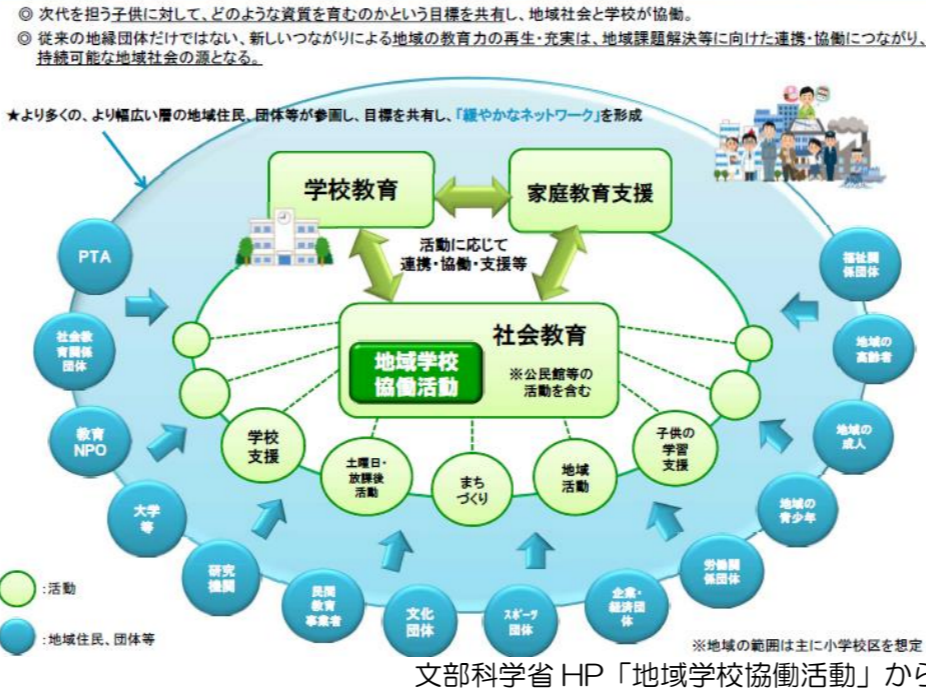 ◎ 次代を担う子供に対して、どのような資質を育むのかという目標を共有し、地域社会と学校が協働。
◎ 従来の地縁団体だけではない、新しいつながりによる地域の教育力の再生・充実は、地域課題解決等に向けた連携・協働につながり、
持続可能な地域社会の源となる。
★より多くの、より幅広い層の地域住民、団体等が参画し、目標を共有し、「緩やかなネットワーク」を形成
学校教育
家庭教育支援
活動に応じて
連携・協働・支援等
社会教育
※公民館等の
活動を含む
地域学校
協働活動
学校
支援
土曜日・
放課後
活動
まち
づくり
地域
活動
子供の
学習
支援
PTA
社会教
育関係
団体
教育
NPO
大学
等
研究
機関
民間
教育
事業者
文化
団体
スポーツ
団体
企業・
経済団
体
労働関
係団体
地域の
青少年
地域の
成人
地域の
高齢者
福祉関
係団体
:活動
:地域住民、団体等
※地域の範囲は主に小学校区を想定
文部科学省 HP「地域学校協働活動」から